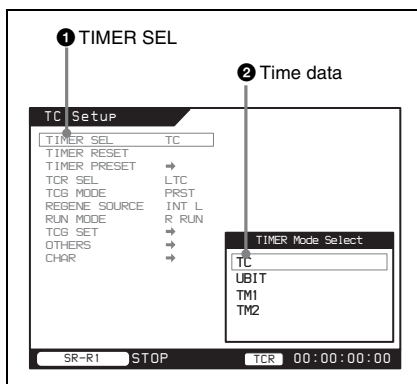 ❶ TIMER SEL
❷ Time data
TC Setup
TIMER SEL TC
TIMER RESET
TIMER PRESET ➔
TCR SEL LTC
TCG MODE PRST
REGENE SOURCE INT L
RUN MODE R RUN
TCG SET ➔
OTHERS ➔
CHAR ➔
TIMER Mode Select
TC
UBIT
TM1
TM2
SR-R1 STOP TCR 00:00:00:00